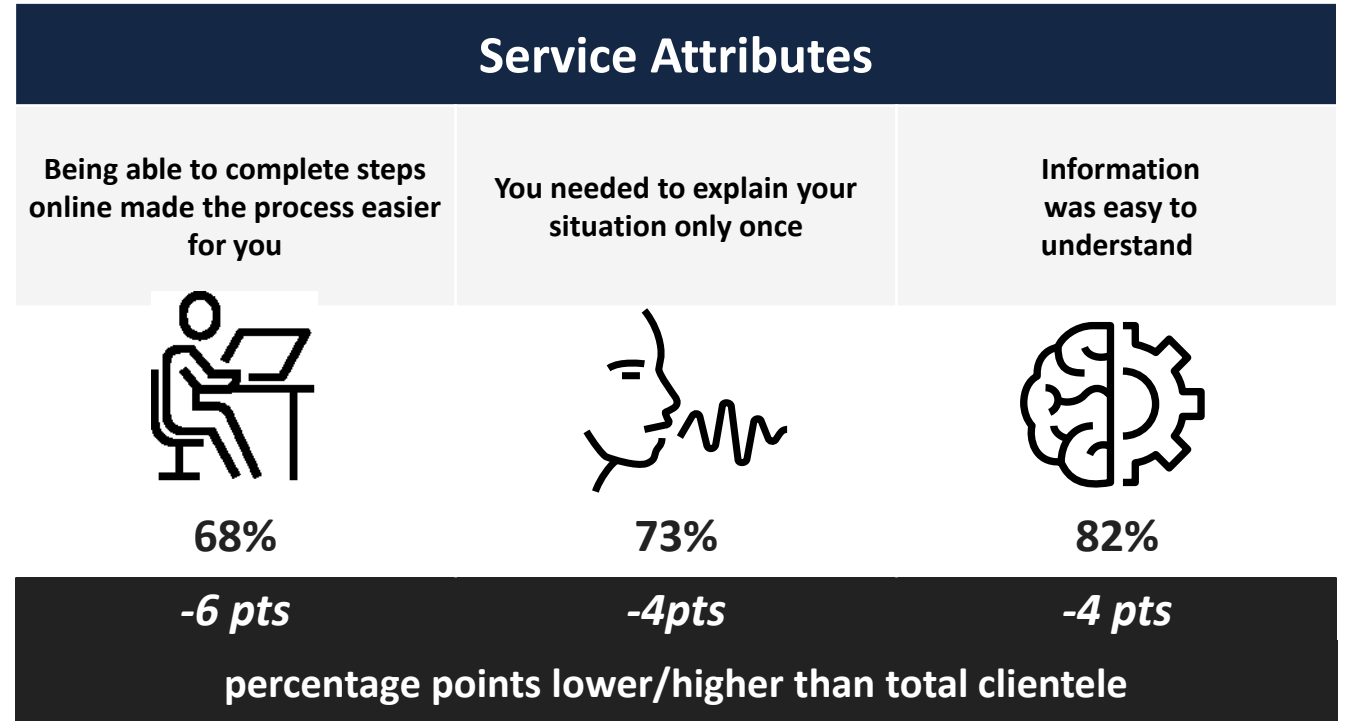 Service Attributes
Being able to complete steps
online made the process easier
for you
You needed to explain your
situation only once
Information
was easy to
understand
68%
73%
82%
-6 pts
-4pts
-4 pts
percentage points lower/higher than total clientele